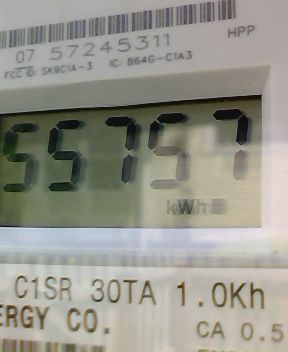 07 57245311
HPP
FCC ID: SK9C1A-3 IC: 864G-C1A3
55757
kWh
C1SR 30TA 1.0Kh
ERGY CO.
CA 0.5